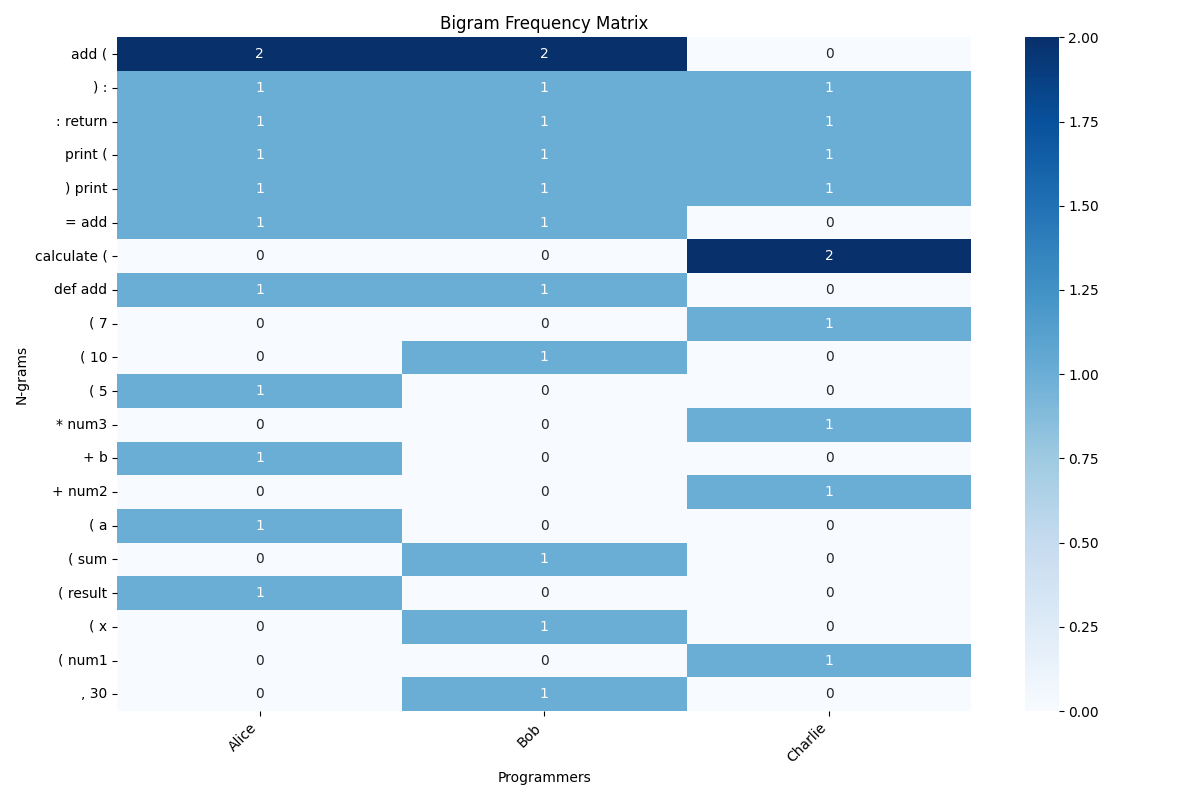 Bigram Frequency Matrix
add ( 2 2 0
) : 1 1 1
: return 1 1 1
print ( 1 1 1
) print 1 1 1
= add 1 1 0
calculate ( 0 0 2
def add 1 1 0
( 7 0 0 1
( 10 0 1 0
( 5 1 0 0
* num3 0 0 1
+ b 1 0 0
+ num2 0 0 1
( a 1 0 0
( sum 0 1 0
( result 1 0 0
( x 0 1 0
( num1 0 0 1
, 30 0 1 0
N-grams
Alice Bob Charlie
Programmers
2.00
1.75
1.50
1.25
1.00
0.75
0.50
0.25
0.00